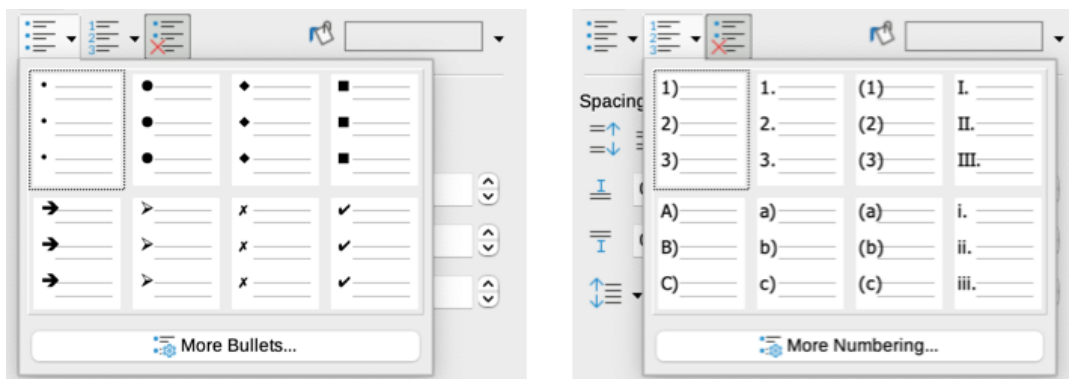 1) 1. (1) I.
2) 2. (2) II.
3) 3. (3) III.
A) a) (a) i.
B) b) (b) ii.
C) c) (c) iii.
More Bullets...
Spacing
More Numbering...